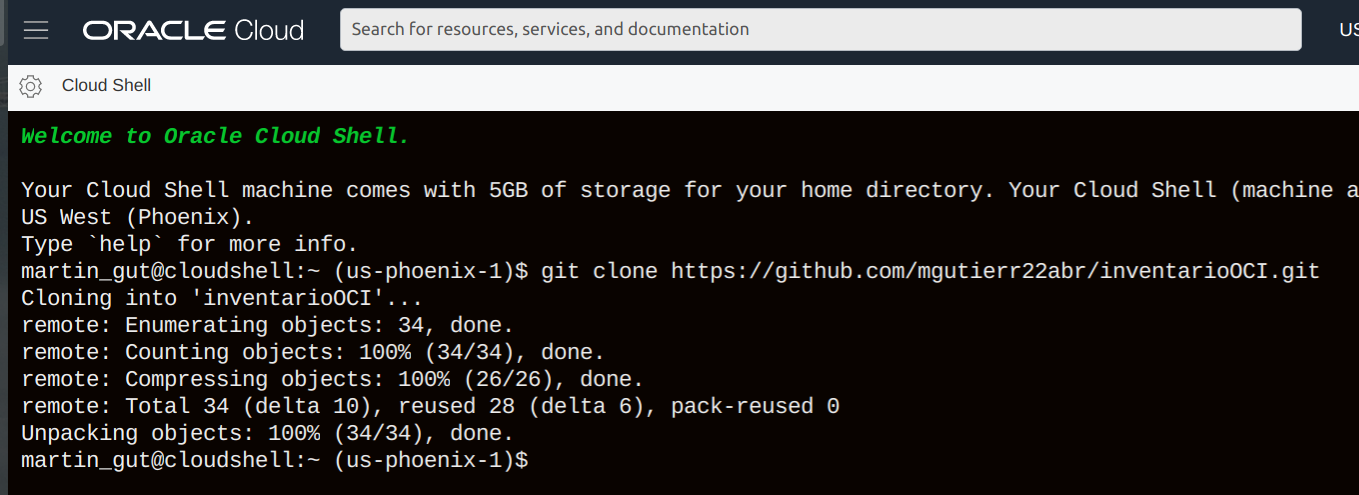 ORACLE Cloud
Search for resources, services, and documentation
US
Cloud Shell
Welcome to Oracle Cloud Shell.
Your Cloud Shell machine comes with 5GB of storage for your home directory. Your Cloud Shell (machine a
US West (Phoenix).
Type `help` for more info.
martin_gut@cloudshell:~ (us-phoenix-1)$ git clone https://github.com/mgutierr22abr/inventarioOCI.git
Cloning into 'inventarioOCI'...
remote: Enumerating objects: 34, done.
remote: Counting objects: 100% (34/34), done.
remote: Compressing objects: 100% (26/26), done.
remote: Total 34 (delta 10), reused 28 (delta 6), pack-reused 0
Unpacking objects: 100% (34/34), done.
martin_gut@cloudshell:~ (us-phoenix-1)$